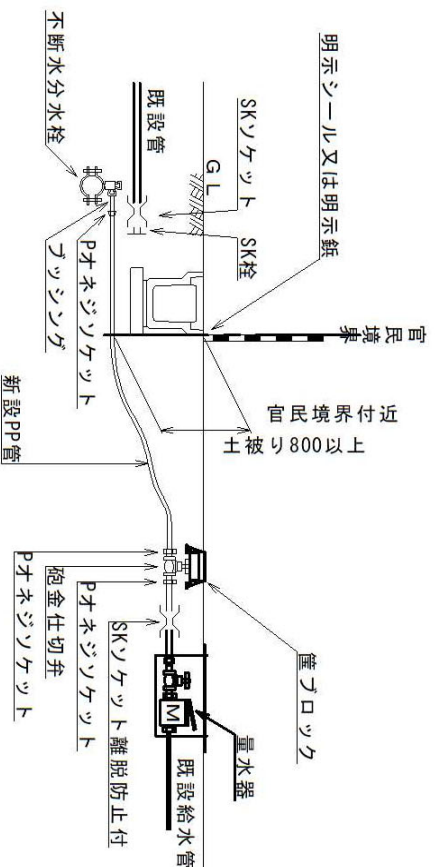 不断水分水栓
既設管
SKソケット
GL
SK栓
明示シール又は明示鋲
官民境界
Pオネジソケット
ブッシング
新設PP管
官民境界付近
土被り800以上
Pオネジソケット
砲金仕切弁
Pオネジソケット
SKソケット離脱防止付
筐ブロック
量水器
M
既設給水管